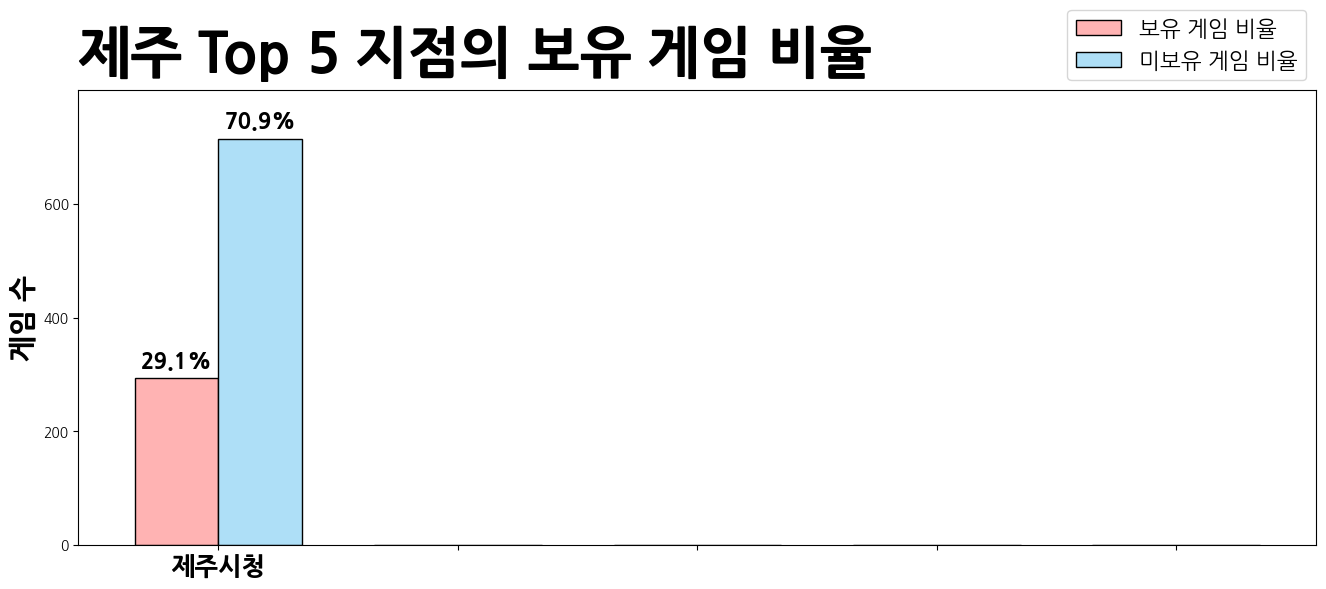 제주 Top 5 지점의 보유 게임 비율
보유 게임 비율
미보유 게임 비율
70.9%
29.1%
게임 수
600
400
200
0
제주시청